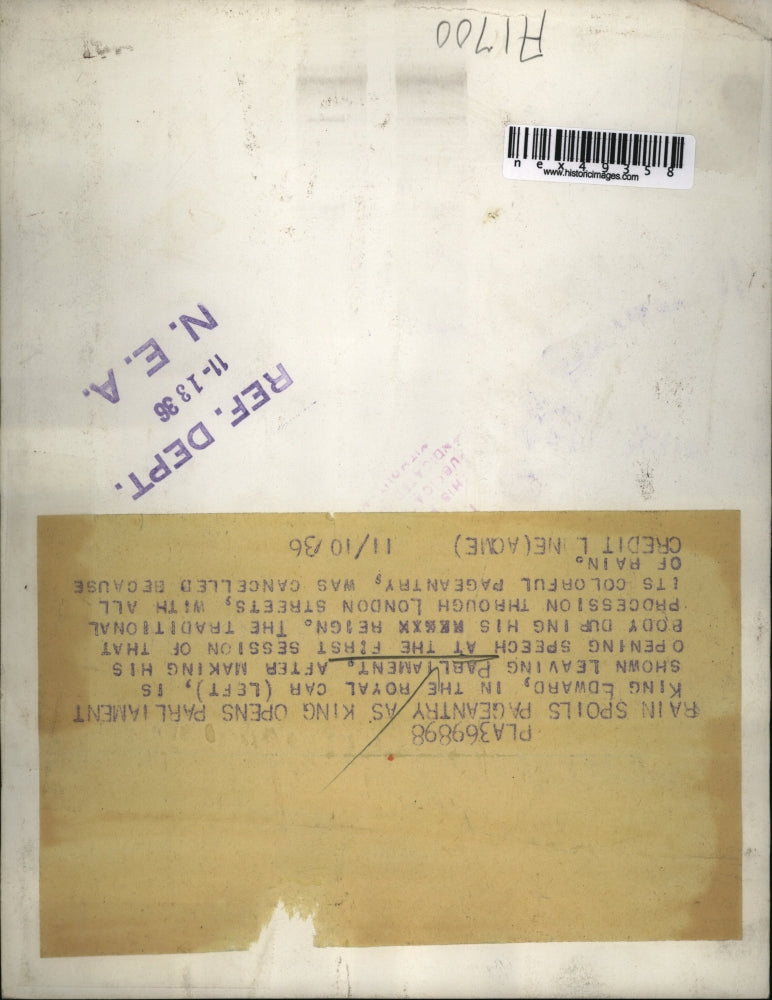 A1700
nex49358
www.historicimages.com
REF. DEPT.
11-13 36
N. E. A.
PLA369898
RAIN SPOILS PAGEANTRY AS KING OPENS PARLIAMENT
KING EDWARD, IN THE ROYAL CAR (LEFT), IS
SHOWN LEAVING PARLIAMENT, AFTER MAKING HIS
OPENING SPEECH AT THE FIRST SESSION OF THAT
BODY DURING HIS REIGN. THE TRADITIONAL
PROCESSION THROUGH LONDON STREETS, WITH ALL
ITS COLORFUL PAGEANTRY, WAS CANCELLED BECAUSE
OF RAIN.
CREDIT LINE(ACME) 11/10/36